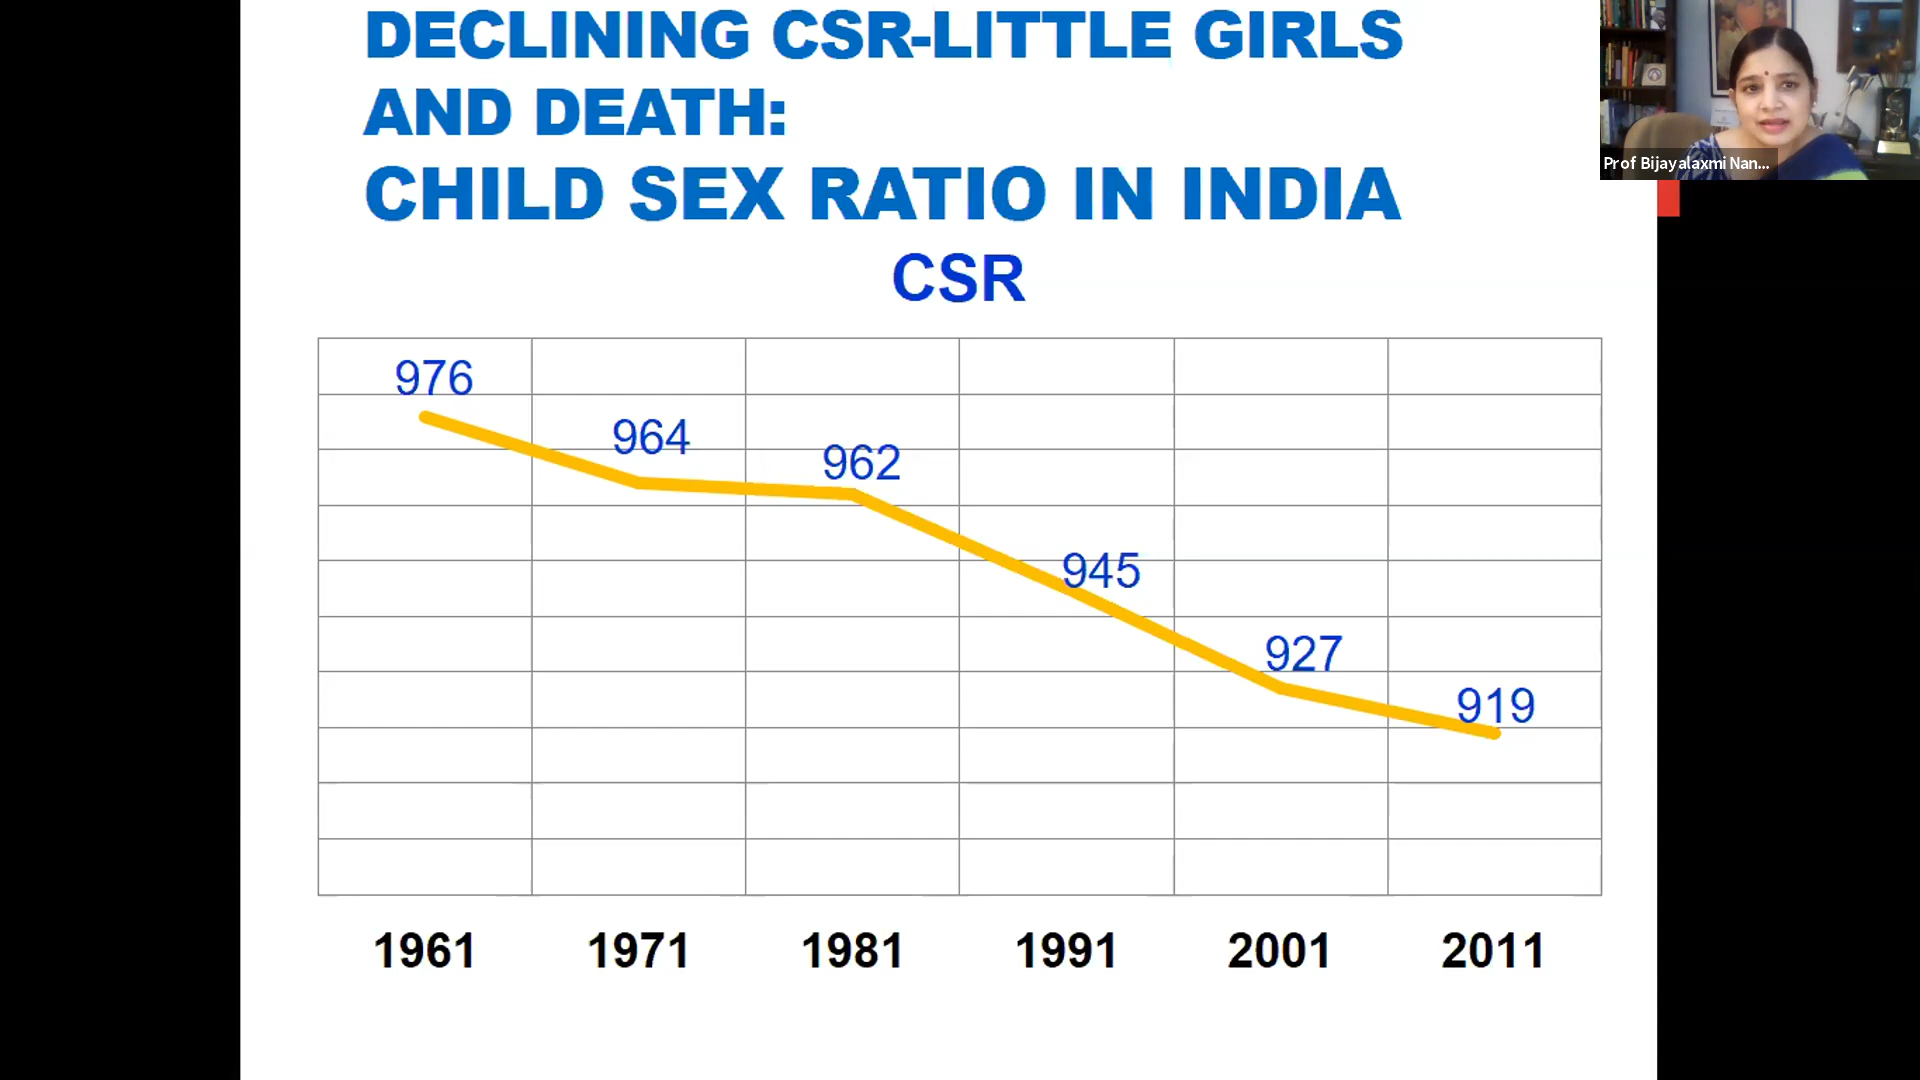 DECLINING CSR-LITTLE GIRLS
AND DEATH:
CHILD SEX RATIO IN INDIA
CSR
976
964
962
945
927
919
1961 1971 1981 1991 2001 2011
Prof Bijayalaxmi Nan...